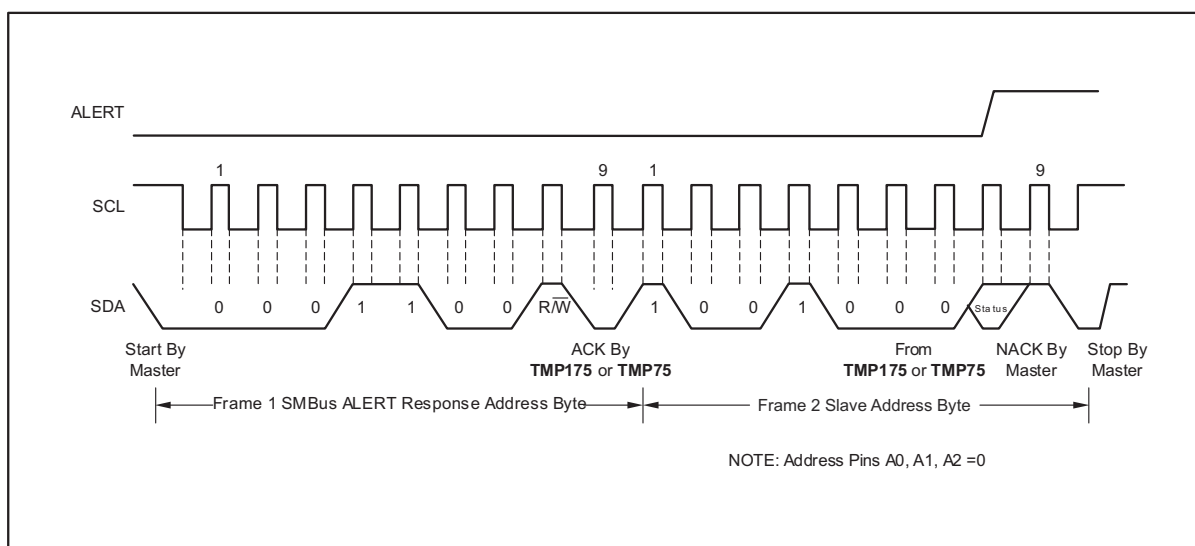 ALERT
1 9 1 9
SCL
SDA
0 0 0 1 1 0 0 R/W̅ 1 0 0 1 0 0 0 Status
Start By
Master
ACK By
TMP175 or TMP75
From
TMP175 or TMP75
NACK By
Master
Stop By
Master
Frame 1 SMBus ALERT Response Address Byte
Frame 2 Slave Address Byte
NOTE: Address Pins A0, A1, A2 =0